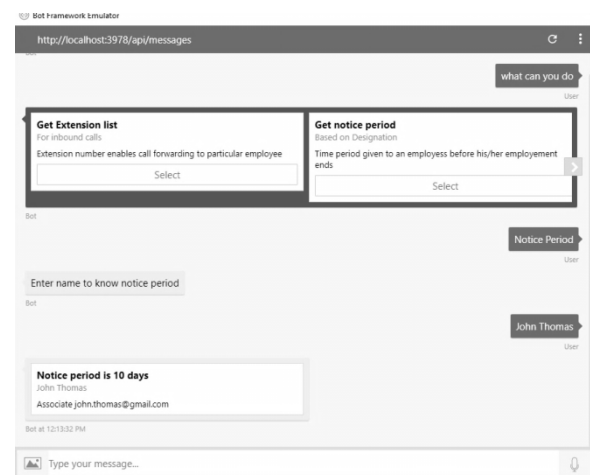 Bot Framework Emulator
http://localhost:3978/api/messages
what can you do
User
Get Extension list
For inbound calls
Extension number enables call forwarding to particular employee
Select
Get notice period
Based on Designation
Time period given to an employess before his/her employement
ends
Select
Bot
Notice Period
User
Enter name to know notice period
Bot
John Thomas
User
Notice period is 10 days
John Thomas
Associate john.thomas@gmail.com
Bot at 12:13:32 PM
Type your message...